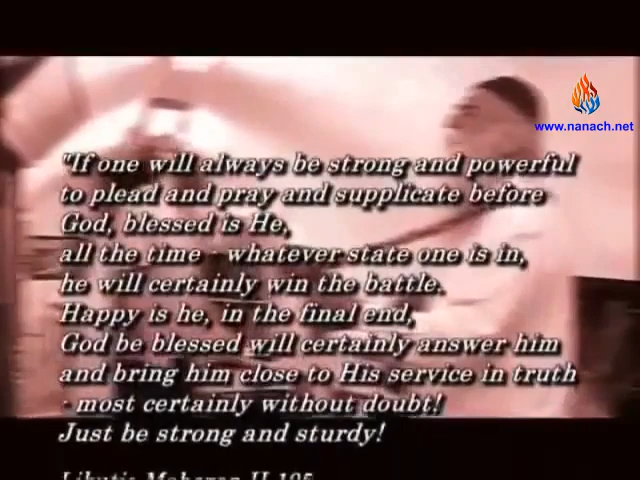 www.nanach.net
"If one will always be strong and powerful
to plead and pray and supplicate before
God, blessed is He,
all the time - whatever state one is in,
he will certainly win the battle.
Happy is he, in the final end,
God be blessed will certainly answer him
and bring him close to His service in truth
- most certainly without doubt!
Just be strong and sturdy!